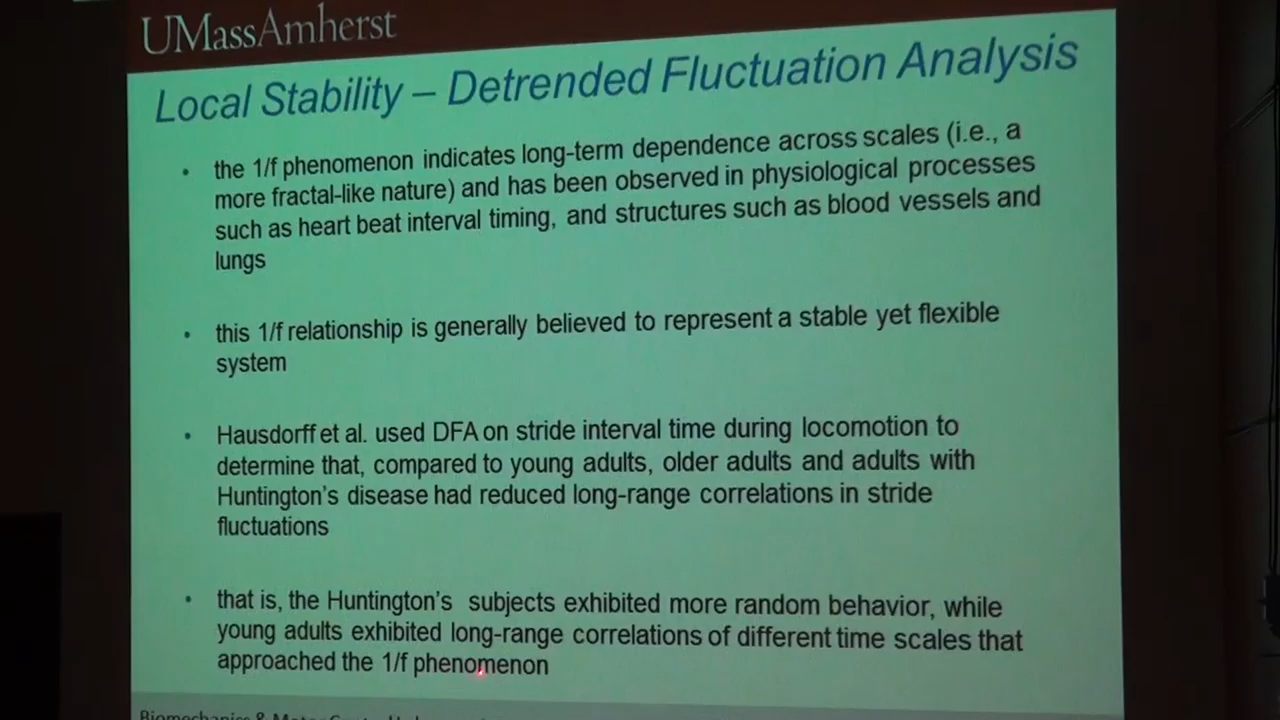 UMassAmherst
Local Stability – Detrended Fluctuation Analysis
• the 1/f phenomenon indicates long-term dependence across scales (i.e., a
more fractal-like nature) and has been observed in physiological processes
such as heart beat interval timing, and structures such as blood vessels and
lungs
• this 1/f relationship is generally believed to represent a stable yet flexible
system
• Hausdorff et al. used DFA on stride interval time during locomotion to
determine that, compared to young adults, older adults and adults with
Huntington's disease had reduced long-range correlations in stride
fluctuations
• that is, the Huntington's subjects exhibited more random behavior, while
young adults exhibited long-range correlations of different time scales that
approached the 1/f phenomenon
Biomechanics &